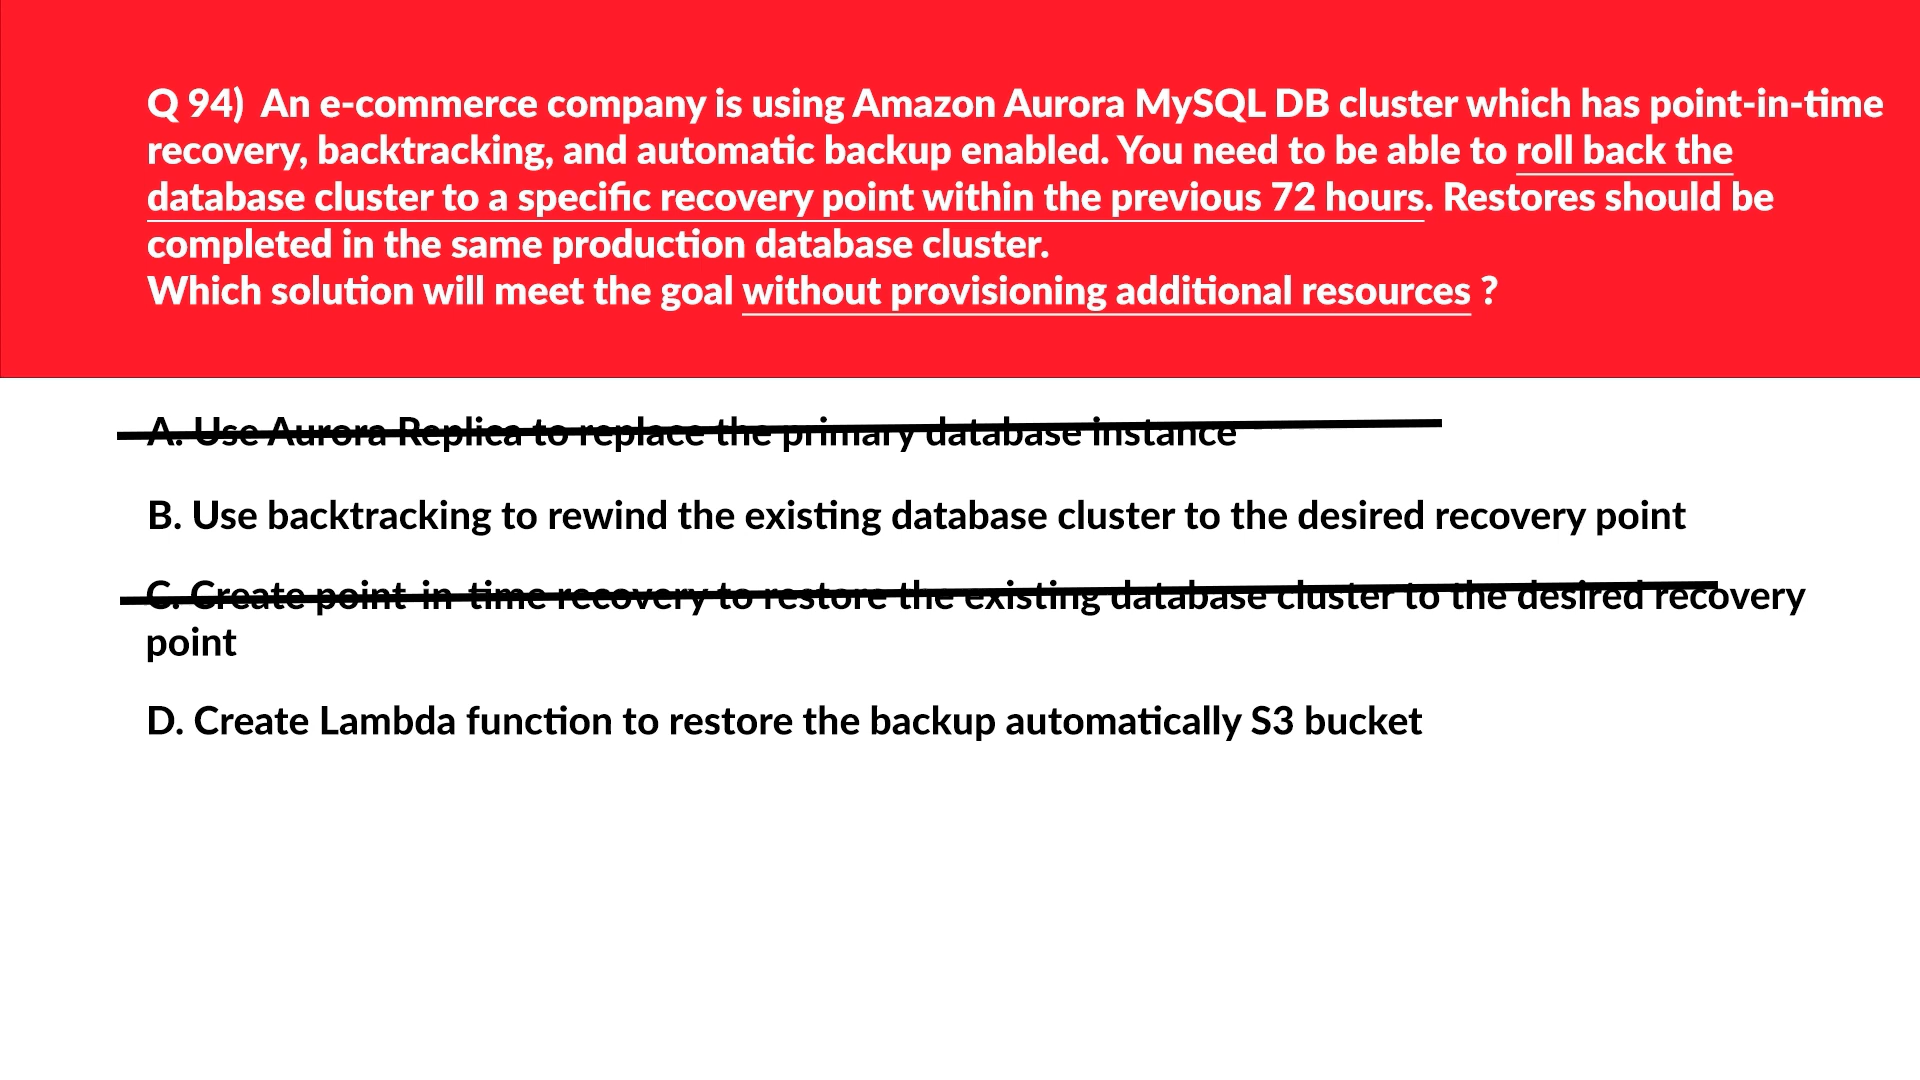 Q 94)  An e-commerce company is using Amazon Aurora MySQL DB cluster which has point-in-time
recovery, backtracking, and automatic backup enabled. You need to be able to roll back the
database cluster to a specific recovery point within the previous 72 hours. Restores should be
completed in the same production database cluster.
Which solution will meet the goal without provisioning additional resources ?
A. Use Aurora Replica to replace the primary database instance
B. Use backtracking to rewind the existing database cluster to the desired recovery point
C. Create point-in-time recovery to restore the existing database cluster to the desired recovery
point
D. Create Lambda function to restore the backup automatically S3 bucket